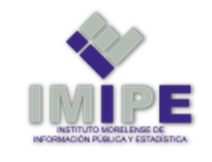 IMIPE
INSTITUTO MORELENSE DE
INFORMACIÓN PÚBLICA Y ESTADÍSTICA